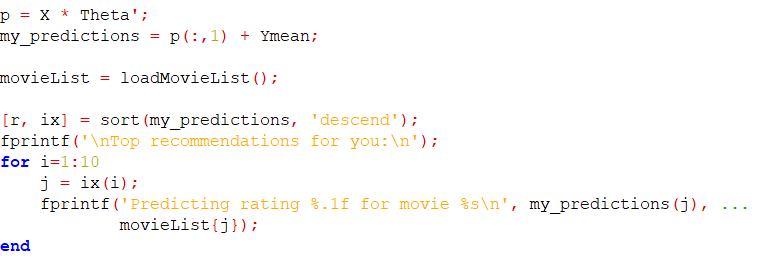 p = X * Theta';
my_predictions = p(:,1) + Ymean;
movieList = loadMovieList();
[r, ix] = sort(my_predictions, 'descend');
fprintf('\nTop recommendations for you:\n');
for i=1:10
    j = ix(i);
    fprintf('Predicting rating %.1f for movie %s\n', my_predictions(j), ...
            movieList{j});
end